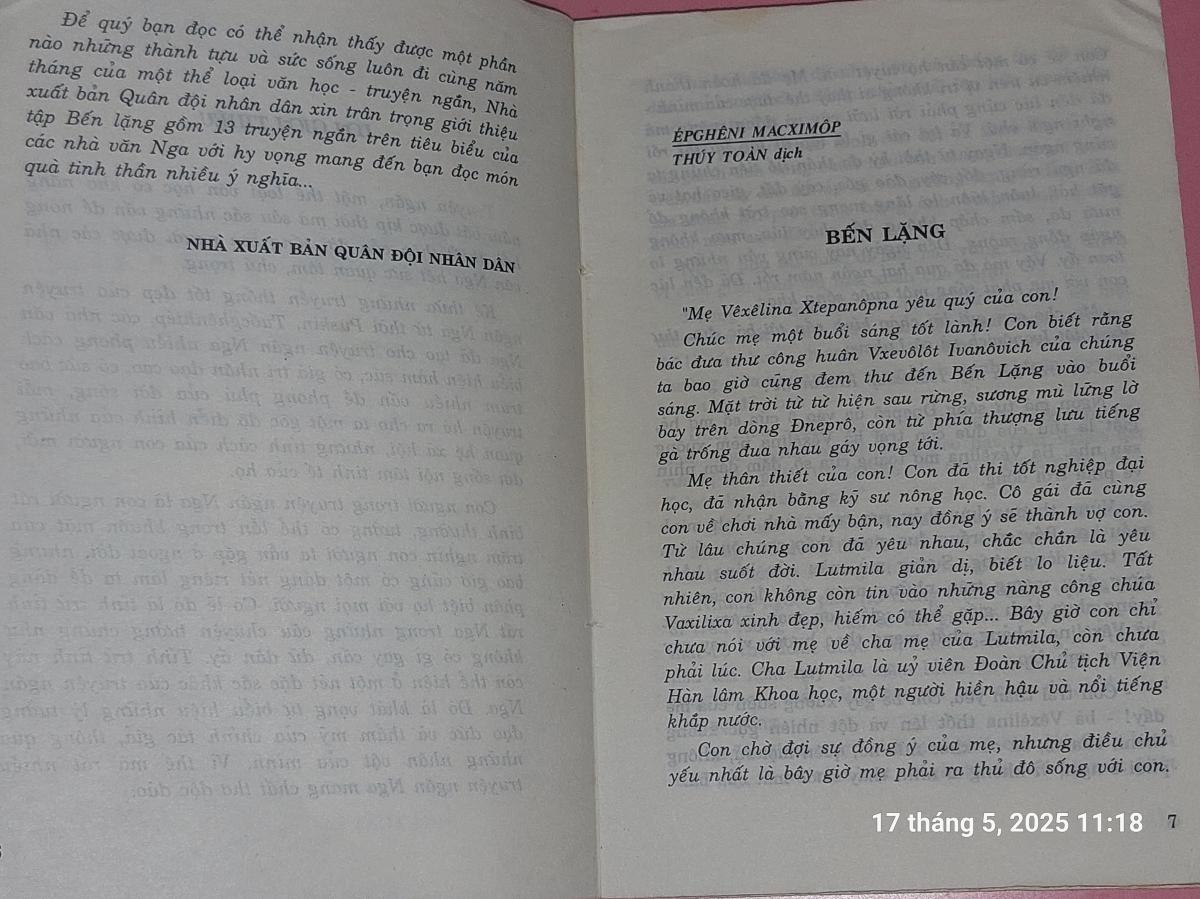 Để quý bạn đọc có thể nhận thấy được một phần
nào những thành tựu và sức sống luôn đi cùng năm
tháng của một thể loại văn học - truyện ngắn, Nhà
xuất bản Quân đội nhân dân xin trân trọng giới thiệu
tập Bến lặng gồm 13 truyện ngắn trên tiêu biểu của
các nhà văn Nga với hy vọng mang đến bạn đọc món
quà tinh thần nhiều ý nghĩa...
NHÀ XUẤT BẢN QUÂN ĐỘI NHÂN DÂN
ÉPGHÊNI MACXIMÔP
THÚY TOÀN dịch
BẾN LẶNG
"Mẹ Vêxêlina Xtepanôpna yêu quý của con!
Chúc mẹ một buổi sáng tốt lành! Con biết rằng
bác đưa thư công huân Vxevôlôt Ivanôvich của chúng
ta bao giờ cũng đem thư đến Bến Lặng vào buổi
sáng. Mặt trời từ từ hiện sau rừng, sương mù lững lờ
bay trên dòng Đneprô, còn từ phía thượng lưu tiếng
gà trống đua nhau gáy vọng tới.
Mẹ thân thiết của con! Con đã thi tốt nghiệp đại
học, đã nhận bằng kỹ sư nông học. Cô gái đã cùng
con về chơi nhà mấy bận, nay đồng ý sẽ thành vợ con.
Từ lâu chúng con đã yêu nhau, chắc chắn là yêu
nhau suốt đời. Lutmila giản dị, biết lo liệu. Tất
nhiên, con không còn tin vào những nàng công chúa
Vaxilixa xinh đẹp, hiếm có thể gặp... Bây giờ con chỉ
chưa nói với mẹ về cha mẹ của Lutmila, còn chưa
phải lúc. Cha Lutmila là uỷ viên Đoàn Chủ tịch Viện
Hàn lâm Khoa học, một người hiền hậu và nổi tiếng
khắp nước.
Con chờ đợi sự đồng ý của mẹ, nhưng điều chủ
yếu nhất là bây giờ mẹ phải ra thủ đô sống với con.
17 tháng 5, 2025 11:18
7